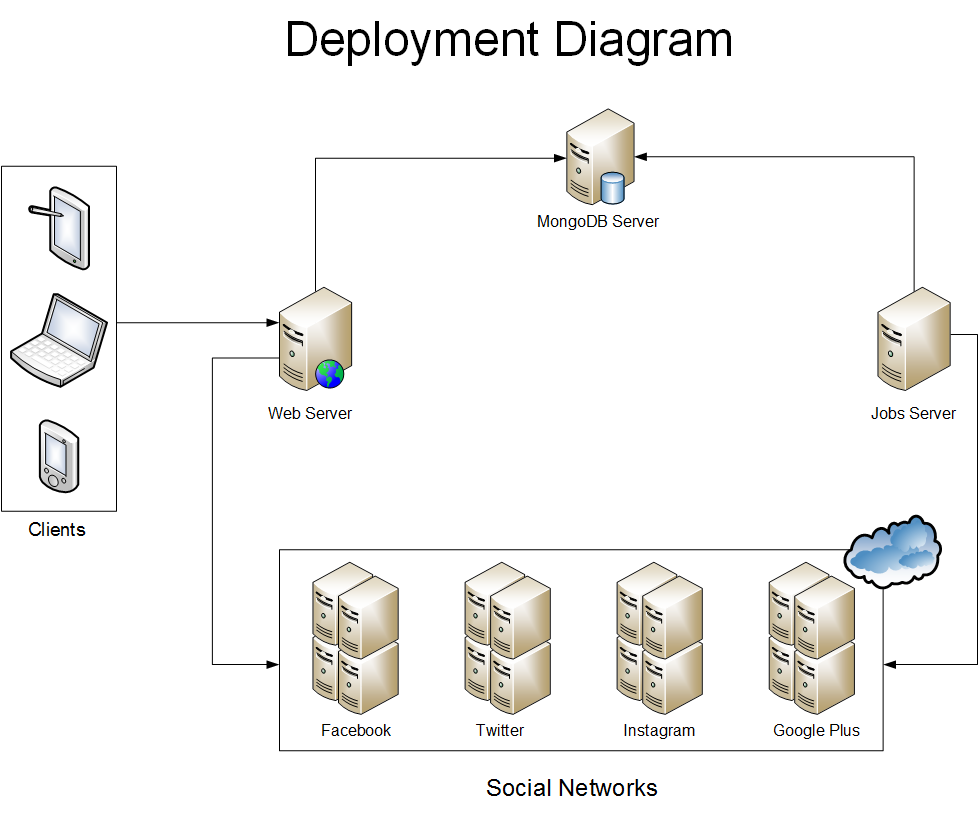 Deployment Diagram
MongoDB Server
Web Server
Jobs Server
Clients
Facebook
Twitter
Instagram
Google Plus
Social Networks